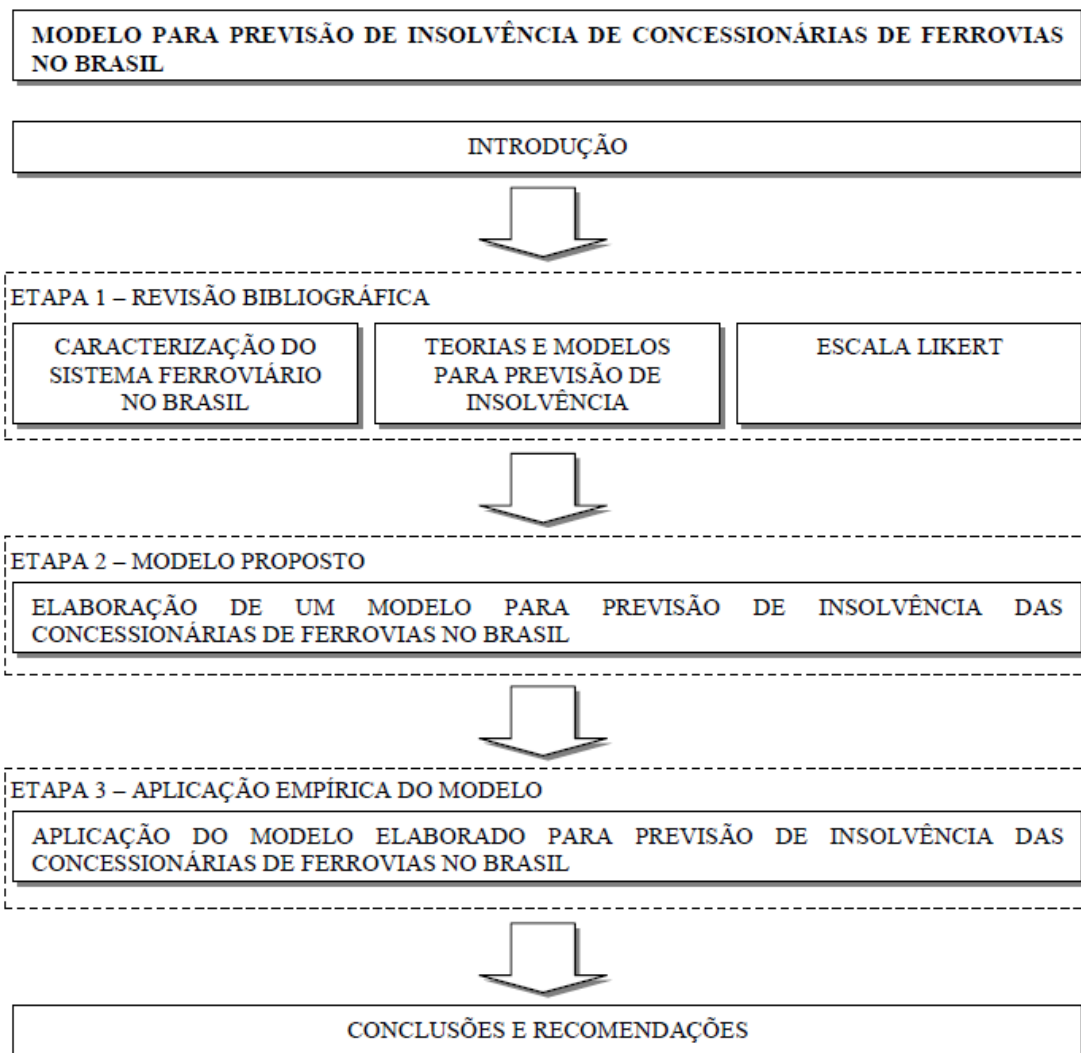 MODELO PARA PREVISÃO DE INSOLVÊNCIA DE CONCESSIONÁRIAS DE FERROVIAS
NO BRASIL
INTRODUÇÃO
ETAPA 1 – REVISÃO BIBLIOGRÁFICA
CARACTERIZAÇÃO DO
SISTEMA FERROVIÁRIO
NO BRASIL
TEORIAS E MODELOS
PARA PREVISÃO DE
INSOLVÊNCIA
ESCALA LIKERT
ETAPA 2 – MODELO PROPOSTO
ELABORAÇÃO DE UM MODELO PARA PREVISÃO DE INSOLVÊNCIA DAS
CONCESSIONÁRIAS DE FERROVIAS NO BRASIL
ETAPA 3 – APLICAÇÃO EMPÍRICA DO MODELO
APLICAÇÃO DO MODELO ELABORADO PARA PREVISÃO DE INSOLVÊNCIA DAS
CONCESSIONÁRIAS DE FERROVIAS NO BRASIL
CONCLUSÕES E RECOMENDAÇÕES